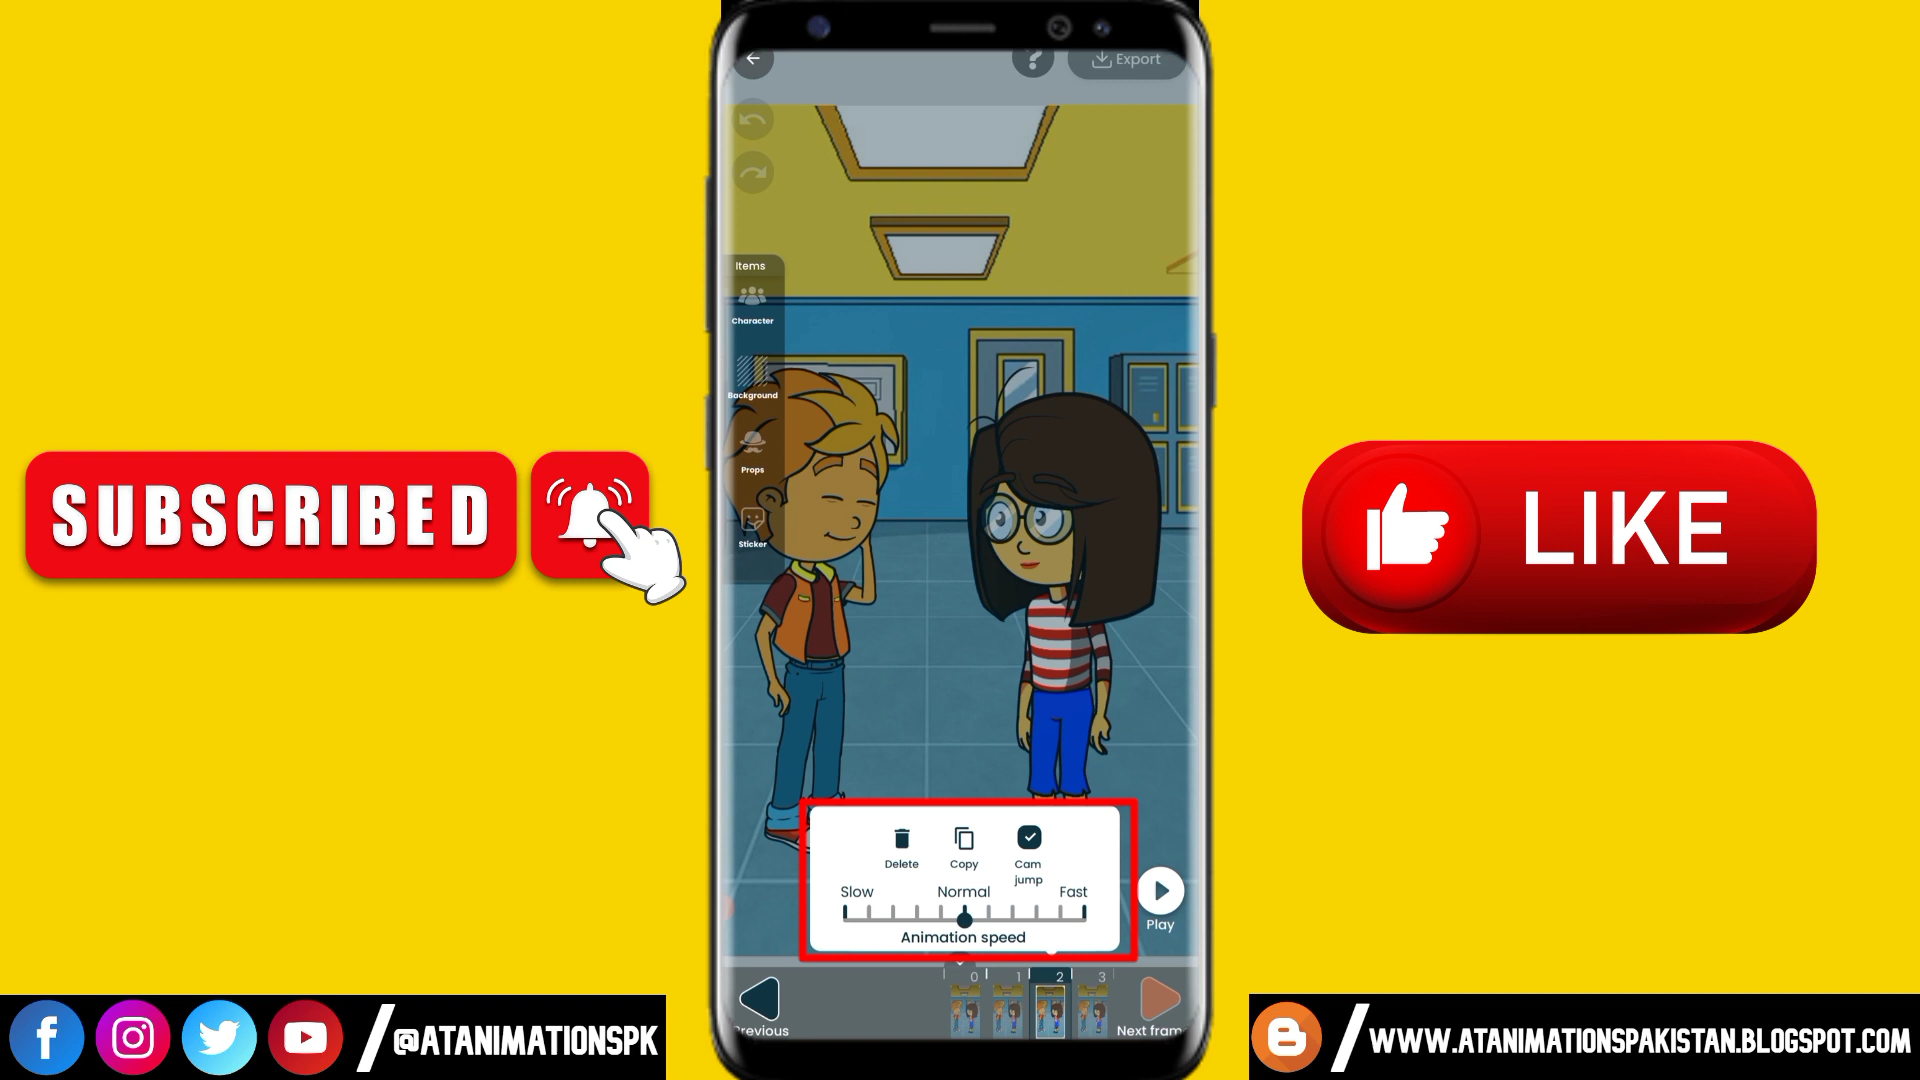 Export
Items
Character
Background
Props
Sticker
SUBSCRIBED
LIKE
Delete
Copy
Cam
jump
Slow
Normal
Fast
Animation speed
Play
0 1 2 3
Previous
Next fram
/@ATANIMATIONSPK
/WWW.ATANIMATIONSPAKISTAN.BLOGSPOT.COM